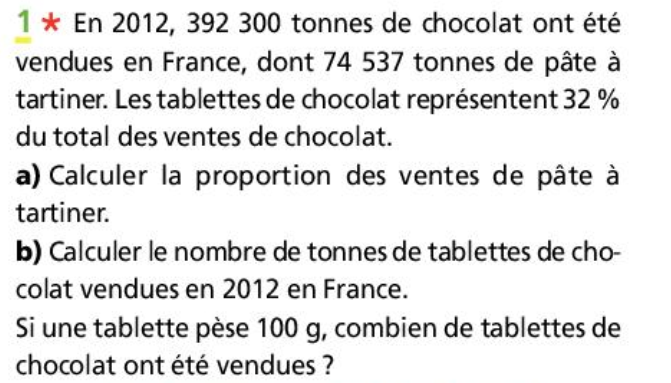 1 * En 2012, 392 300 tonnes de chocolat ont été
vendues en France, dont 74 537 tonnes de pâte à
tartiner. Les tablettes de chocolat représentent 32 %
du total des ventes de chocolat.
a) Calculer la proportion des ventes de pâte à
tartiner.
b) Calculer le nombre de tonnes de tablettes de cho-
colat vendues en 2012 en France.
Si une tablette pèse 100 g, combien de tablettes de
chocolat ont été vendues ?